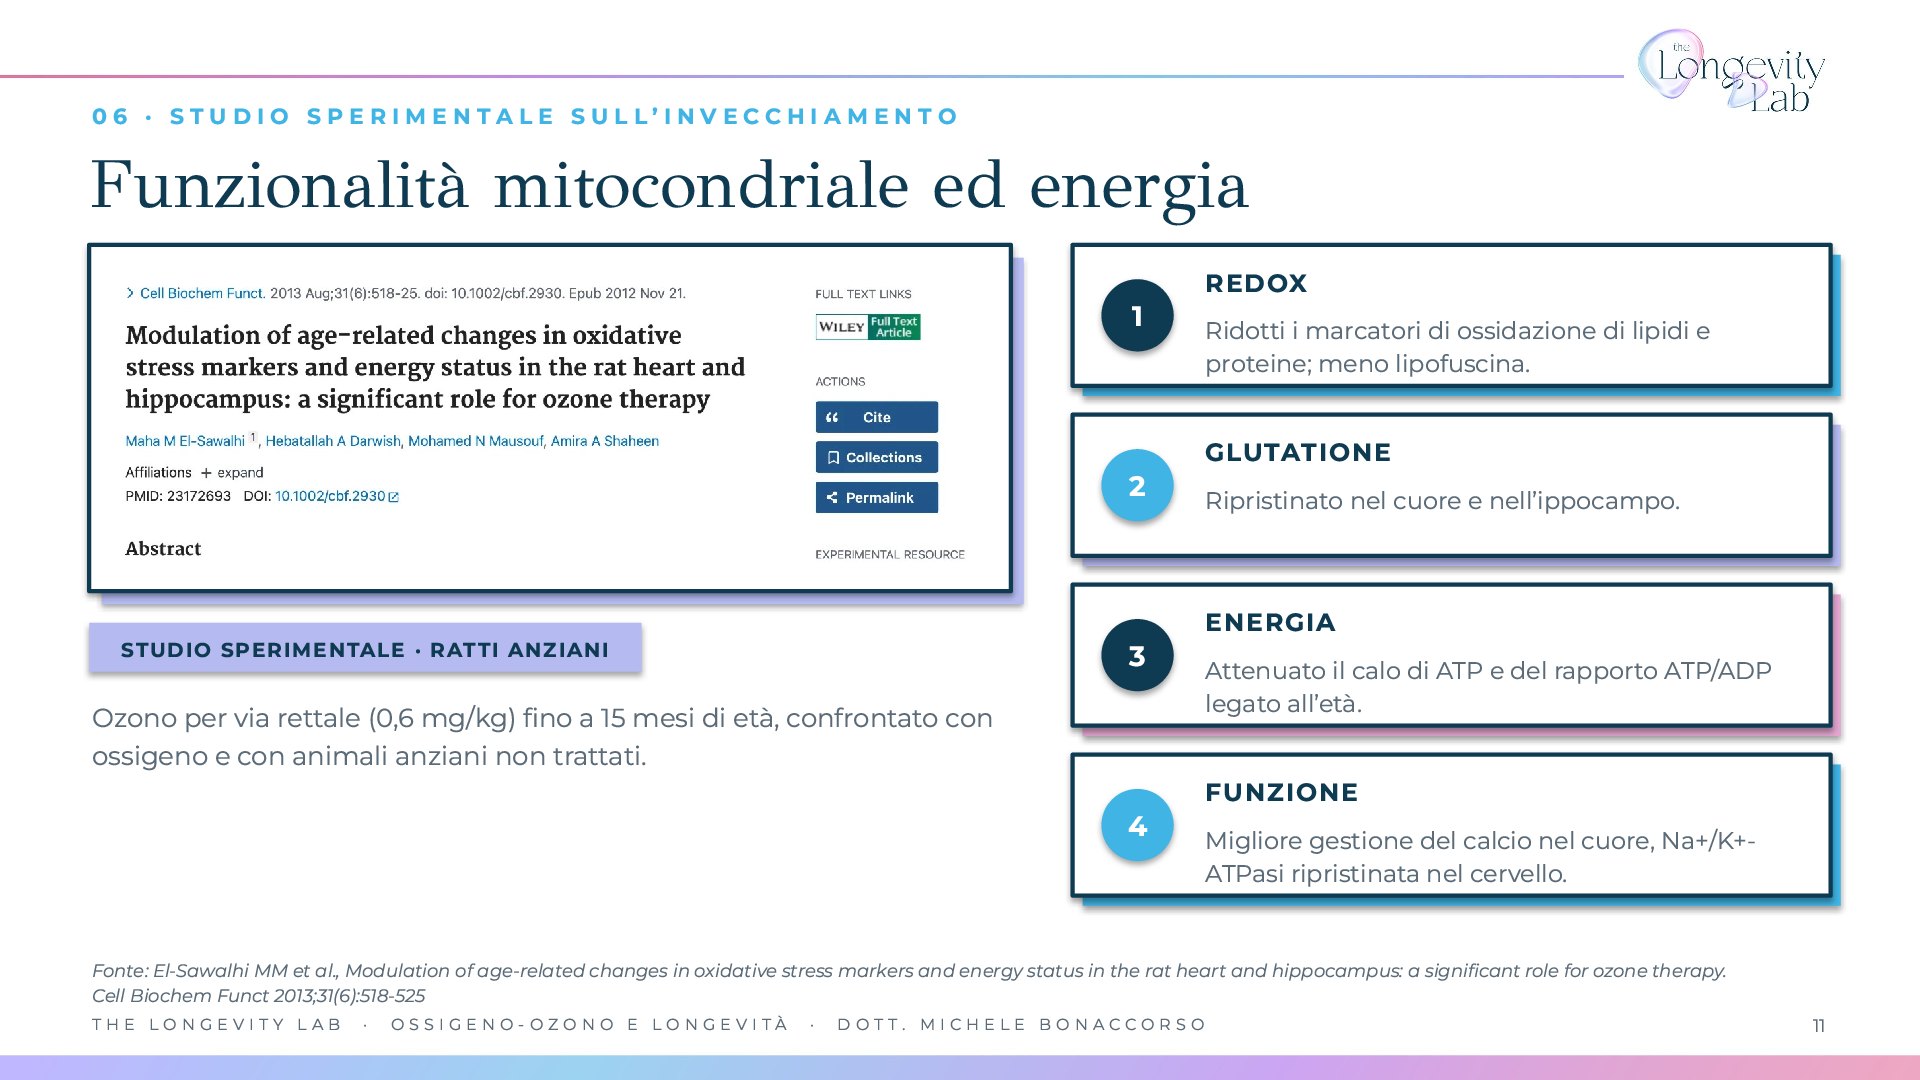 the
Longevity
Lab
06 · STUDIO SPERIMENTALE SULL’INVECCHIAMENTO
Funzionalità mitocondriale ed energia
Cell Biochem Funct. 2013 Aug;31(6):518-25. doi: 10.1002/cbf.2930. Epub 2012 Nov 21.
Modulation of age-related changes in oxidative
stress markers and energy status in the rat heart and
hippocampus: a significant role for ozone therapy
Maha M El-Sawalhi 1, Hebatallah A Darwish, Mohamed N Mausouf, Amira A Shaheen
Affiliations + expand
PMID: 23172693 DOI: 10.1002/cbf.2930
Abstract
FULL TEXT LINKS
WILEY Full Text
Article
ACTIONS
Cite
Collections
Permalink
EXPERIMENTAL RESOURCE
STUDIO SPERIMENTALE · RATTI ANZIANI
Ozono per via rettale (0,6 mg/kg) fino a 15 mesi di età, confrontato con
ossigeno e con animali anziani non trattati.
1
REDOX
Ridotti i marcatori di ossidazione di lipidi e
proteine; meno lipofuscina.
2
GLUTATIONE
Ripristinato nel cuore e nell’ippocampo.
3
ENERGIA
Attenuato il calo di ATP e del rapporto ATP/ADP
legato all’età.
4
FUNZIONE
Migliore gestione del calcio nel cuore, Na+/K+-
ATPasi ripristinata nel cervello.
Fonte: El-Sawalhi MM et al., Modulation of age-related changes in oxidative stress markers and energy status in the rat heart and hippocampus: a significant role for ozone therapy.
Cell Biochem Funct 2013;31(6):518-525
THE LONGEVITY LAB · OSSIGENO-OZONO E LONGEVITÀ · DOTT. MICHELE BONACCORSO
11